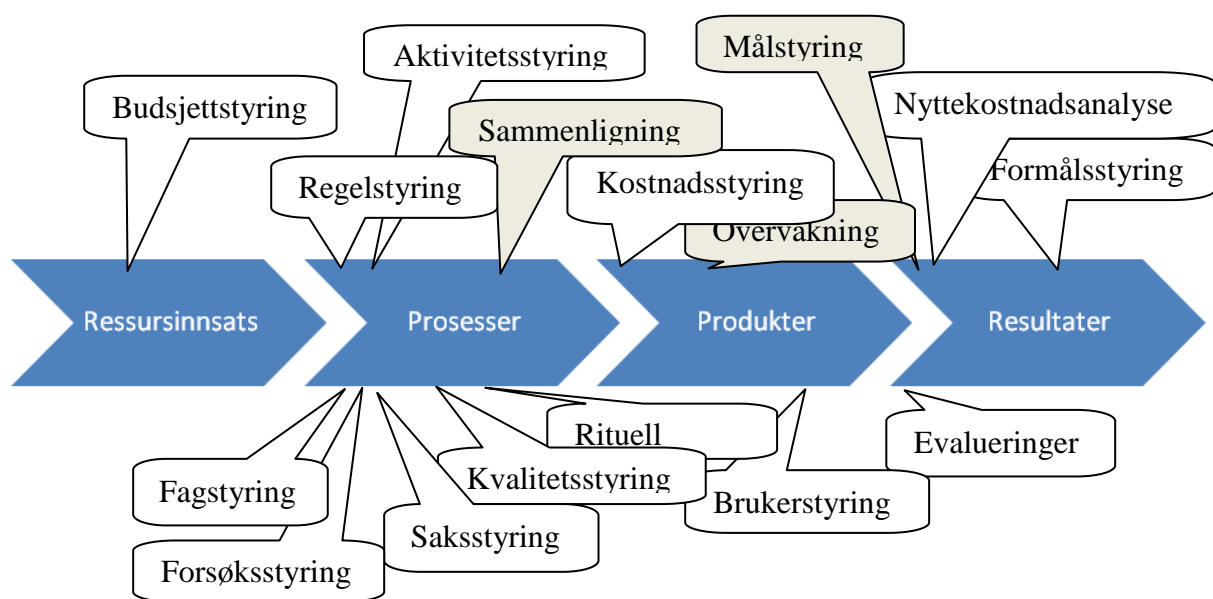 Aktivitetsstyring
Målstyring
Budsjettstyring
Nyttekostnadsanalyse
Sammenligning
Regelstyring
Kostnadsstyring
Formålsstyring
Overvåkning
Ressursinnsats
Prosesser
Produkter
Resultater
Rituell
Evalueringer
Fagstyring
Kvalitetsstyring
Brukerstyring
Saksstyring
Forsøksstyring